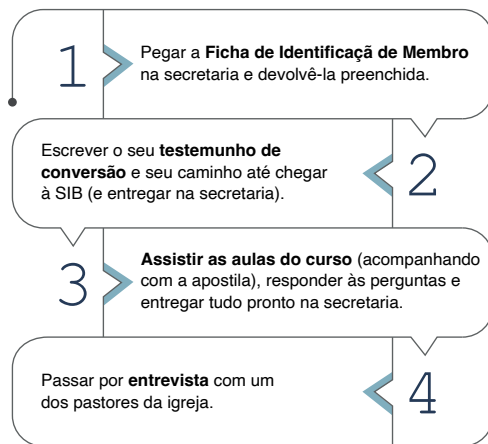 1
Pegar a Ficha de Identificaçã de Membro
na secretaria e devolvê-la preenchida.
Escrever o seu testemunho de
conversão e seu caminho até chegar
à SIB (e entregar na secretaria).
2
3
Assistir as aulas do curso (acompanhando
com a apostila), responder às perguntas e
entregar tudo pronto na secretaria.
Passar por entrevista com um
dos pastores da igreja.
4